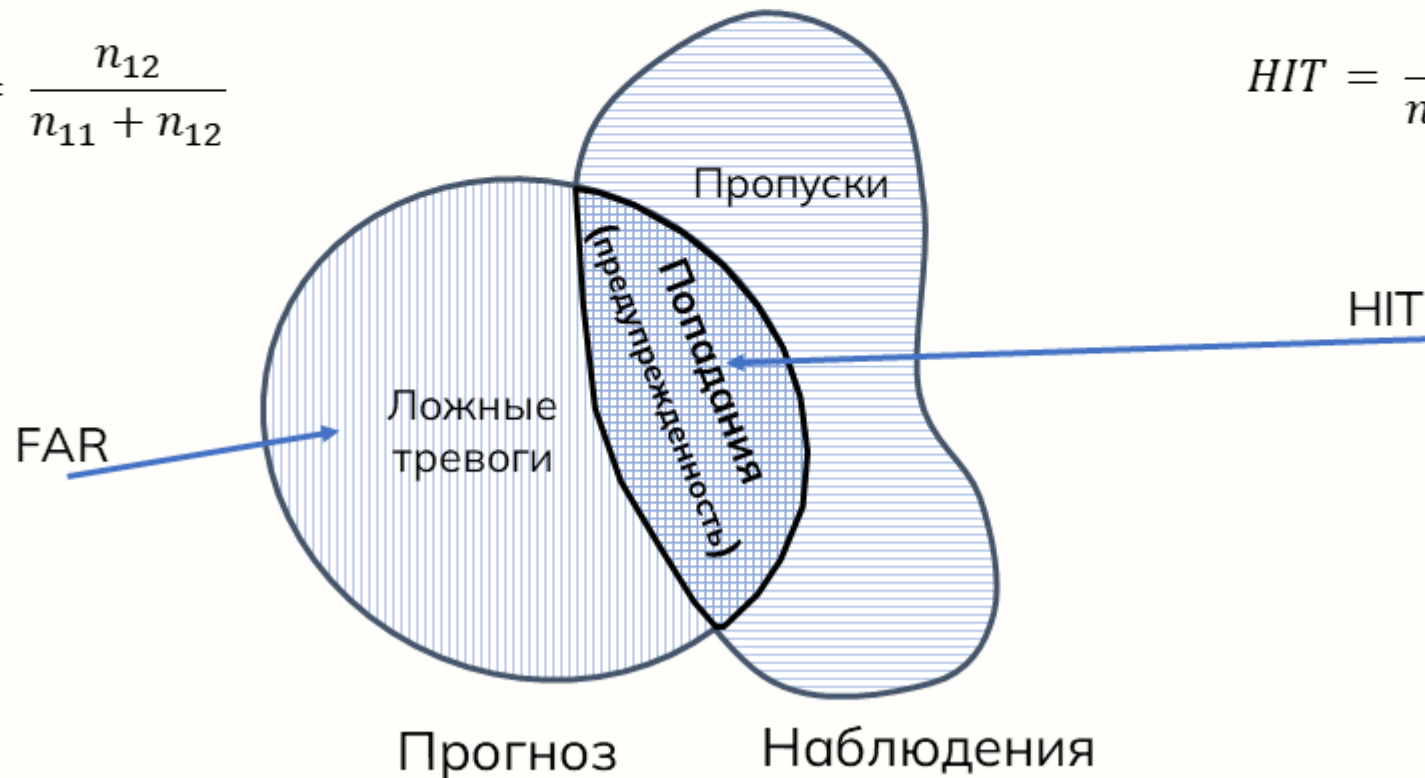 = n₁₂ / (n₁₁ + n₁₂)
HIT = n
Пропуски
Попадания
(предупрежденность)
HIT
Ложные
тревоги
FAR
Прогноз
Наблюдения